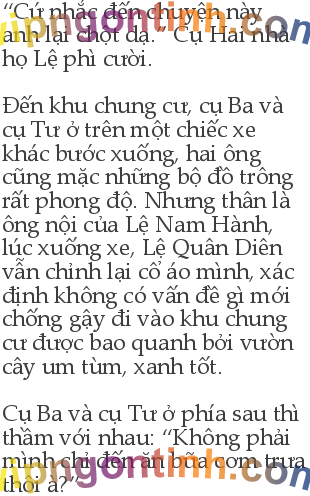 “Cứ nhắc đến chuyện này
anh lại chột dạ.” Cụ Hai nhà
họ Lệ phì cười.
Đến khu chung cư, cụ Ba và
cụ Tư ở trên một chiếc xe
khác bước xuống, hai ông
cũng mặc những bộ đồ trông
rất phong độ. Nhưng thân là
ông nội của Lệ Nam Hành,
lúc xuống xe, Lệ Quân Diên
vẫn chỉnh lại cổ áo mình, xác
định không có vấn đề gì mới
chống gậy đi vào khu chung
cư được bao quanh bởi vườn
cây um tùm, xanh tốt.
Cụ Ba và cụ Tư ở phía sau thì
thầm với nhau: “Không phải
mình chỉ đến ăn bữa cơm trưa
thôi à?”
vipngontinh.com
vipngontinh.com